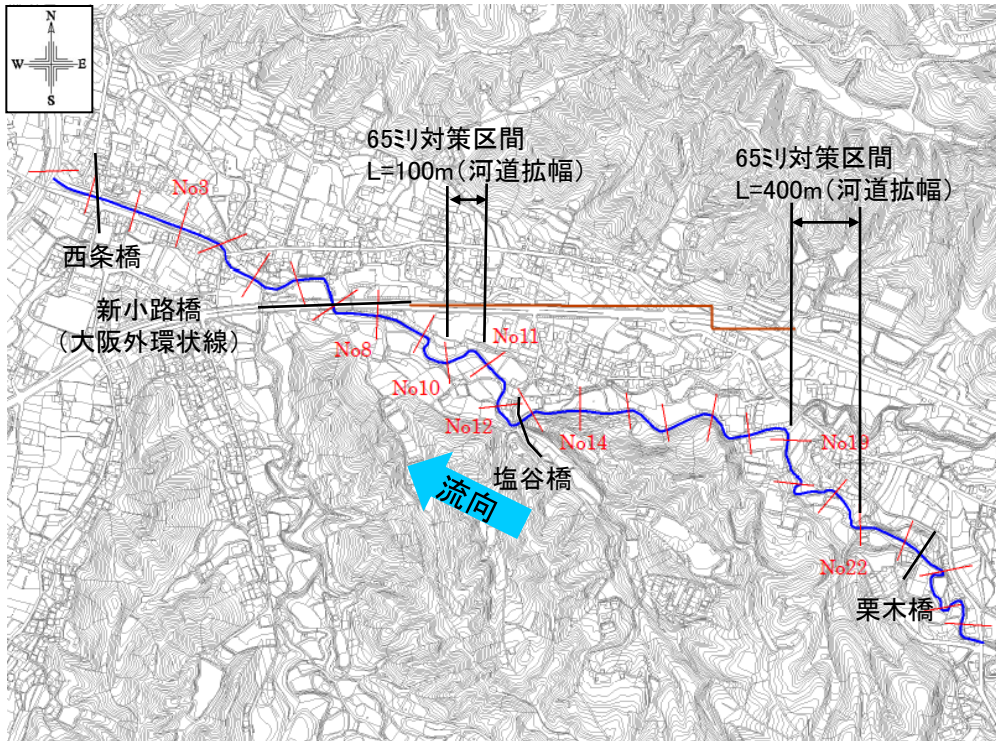 N
W E
S
65ミリ対策区間
L=100m(河道拡幅)
65ミリ対策区間
L=400m(河道拡幅)
No3
西条橋
新小路橋
(大阪外環状線)
No8
No11
No10
No12
No14
No19
塩谷橋
流向
No22
栗木橋